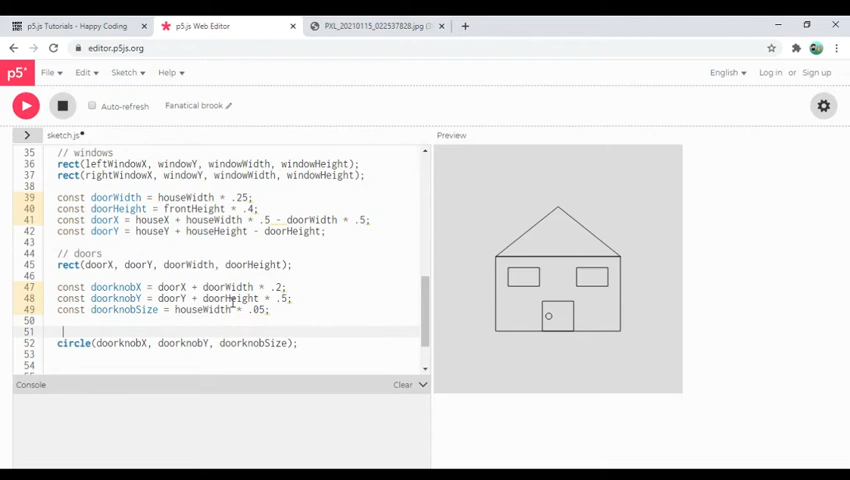 p5.js Tutorials - Happy Coding
p5.js Web Editor
PXL_20210115_022537828.jpg (
editor.p5js.org
p5*
File
Edit
Sketch
Help
English
Log in or Sign up
Auto-refresh
Fanatical brook
sketch.js
Preview
35 // windows
36 rect(leftWindowX, windowY, windowWidth, windowHeight);
37 rect(rightWindowX, windowY, windowWidth, windowHeight);
38
39 const doorWidth = houseWidth * .25;
40 const doorHeight = frontHeight * .4;
41 const doorX = houseX + houseWidth * .5 - doorWidth * .5;
42 const doorY = houseY + houseHeight - doorHeight;
43
44 // doors
45 rect(doorX, doorY, doorWidth, doorHeight);
46
47 const doorknobX = doorX + doorWidth * .2;
48 const doorknobY = doorY + doorHeight * .5;
49 const doorknobSize = houseWidth * .05;
50
51
52 circle(doorknobX, doorknobY, doorknobSize);
53
54
Console
Clear